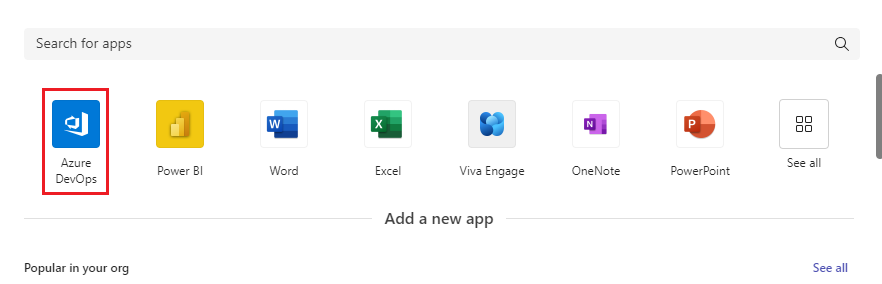 Search for apps
W
X
N
P
Azure
DevOps
Power BI
Word
Excel
Viva Engage
OneNote
PowerPoint
See all
Add a new app
Popular in your org
See all